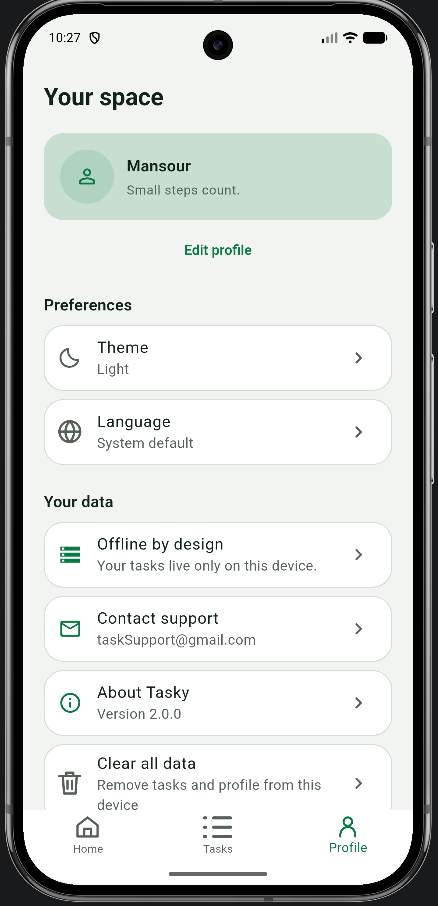 10:27
Your space
Mansour
Small steps count.
Edit profile
Preferences
Theme
Light
Language
System default
Your data
Offline by design
Your tasks live only on this device.
Contact support
taskSupport@gmail.com
About Tasky
Version 2.0.0
Clear all data
Remove tasks and profile from this
device
Home
Tasks
Profile